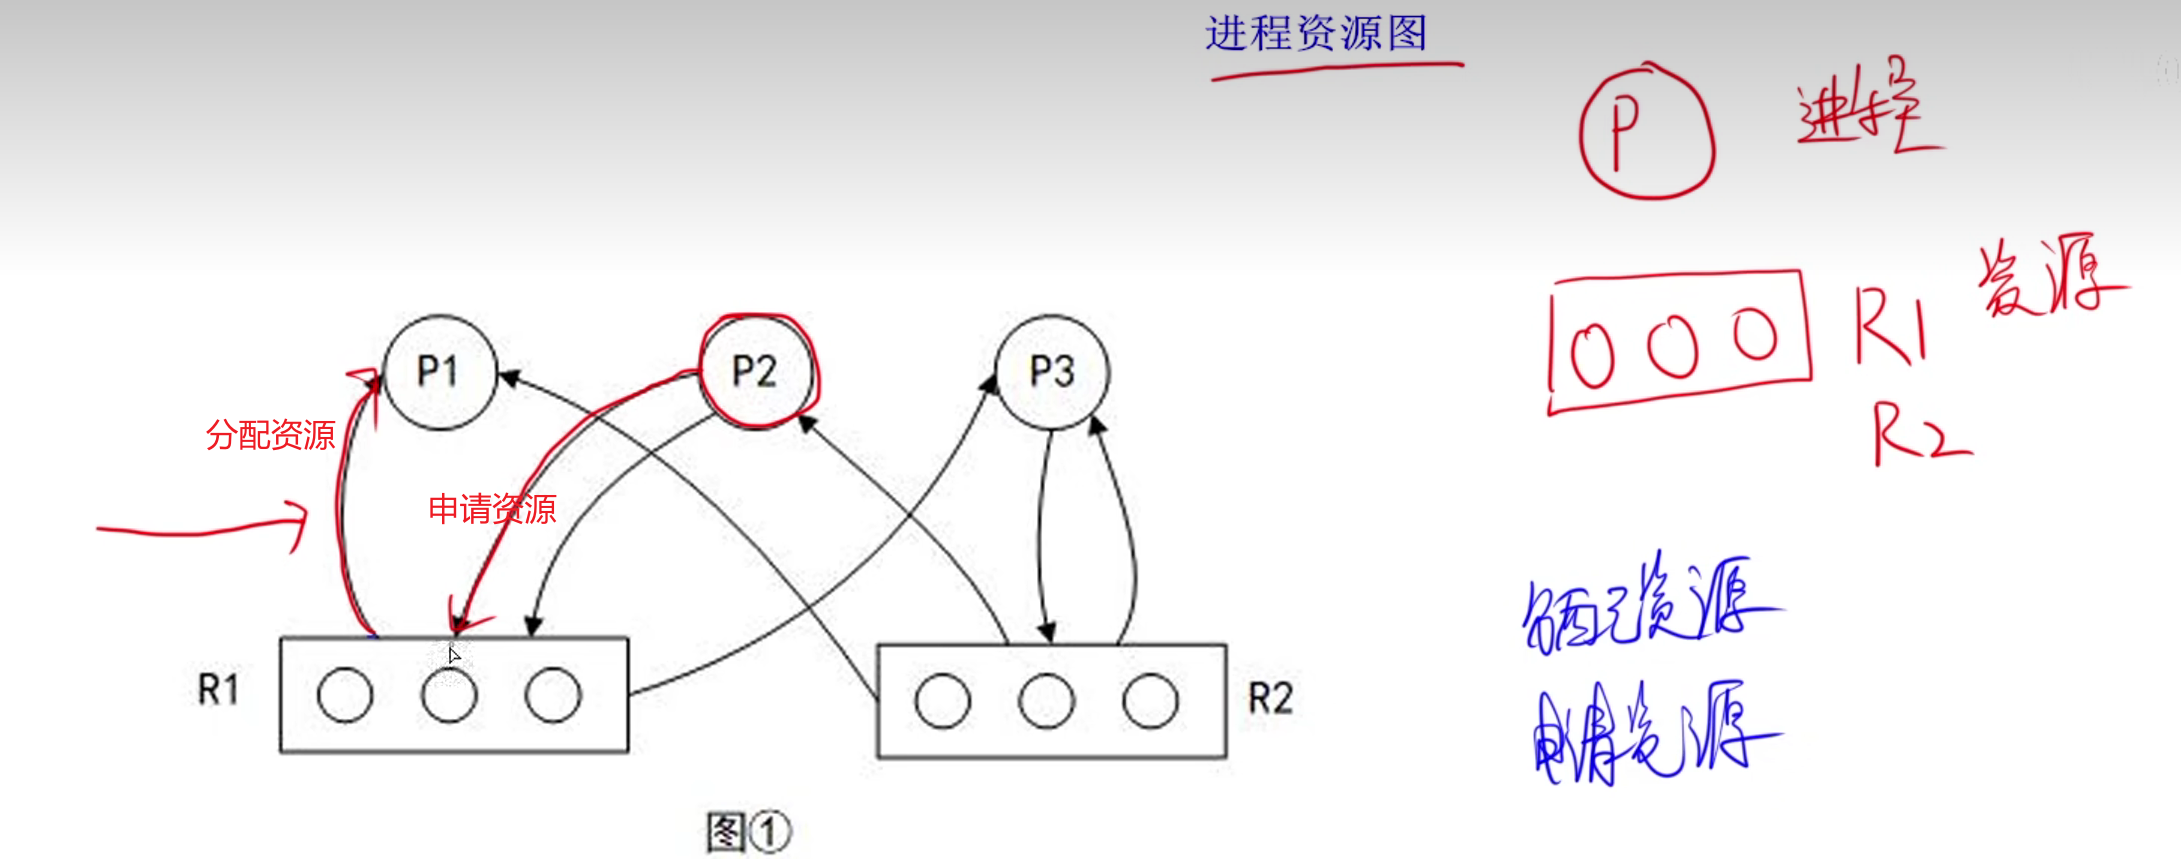 进程资源图
P 进程
R1 资源
R2
P1
P2
P3
分配资源
申请资源
分配资源
申请资源
R1
R2
图①